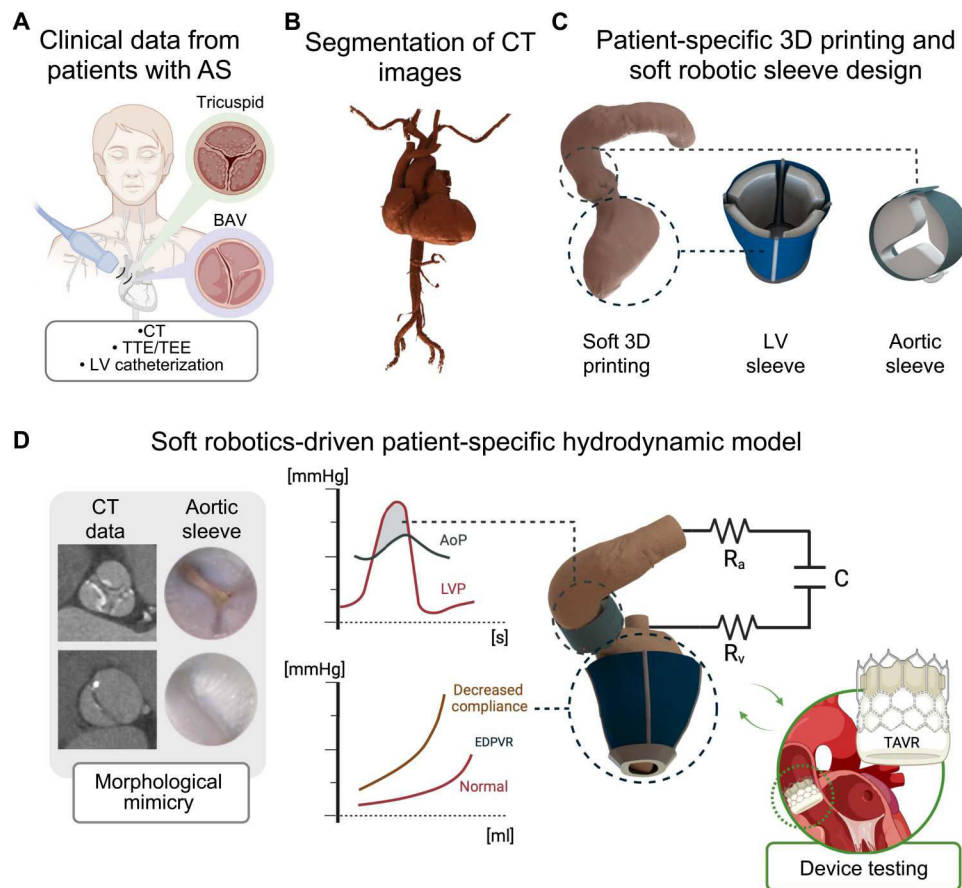 A
Clinical data from
patients with AS
Tricuspid
BAV
•CT
• TTE/TEE
• LV catheterization
B
Segmentation of CT
images
C
Patient-specific 3D printing and
soft robotic sleeve design
Soft 3D
printing
LV
sleeve
Aortic
sleeve
D
Soft robotics-driven patient-specific hydrodynamic model
CT
data
Aortic
sleeve
Morphological
mimicry
[mmHg]
AoP
LVP
[s]
[mmHg]
Decreased
compliance
EDPVR
Normal
[ml]
Ra
C
Rv
TAVR
Device testing